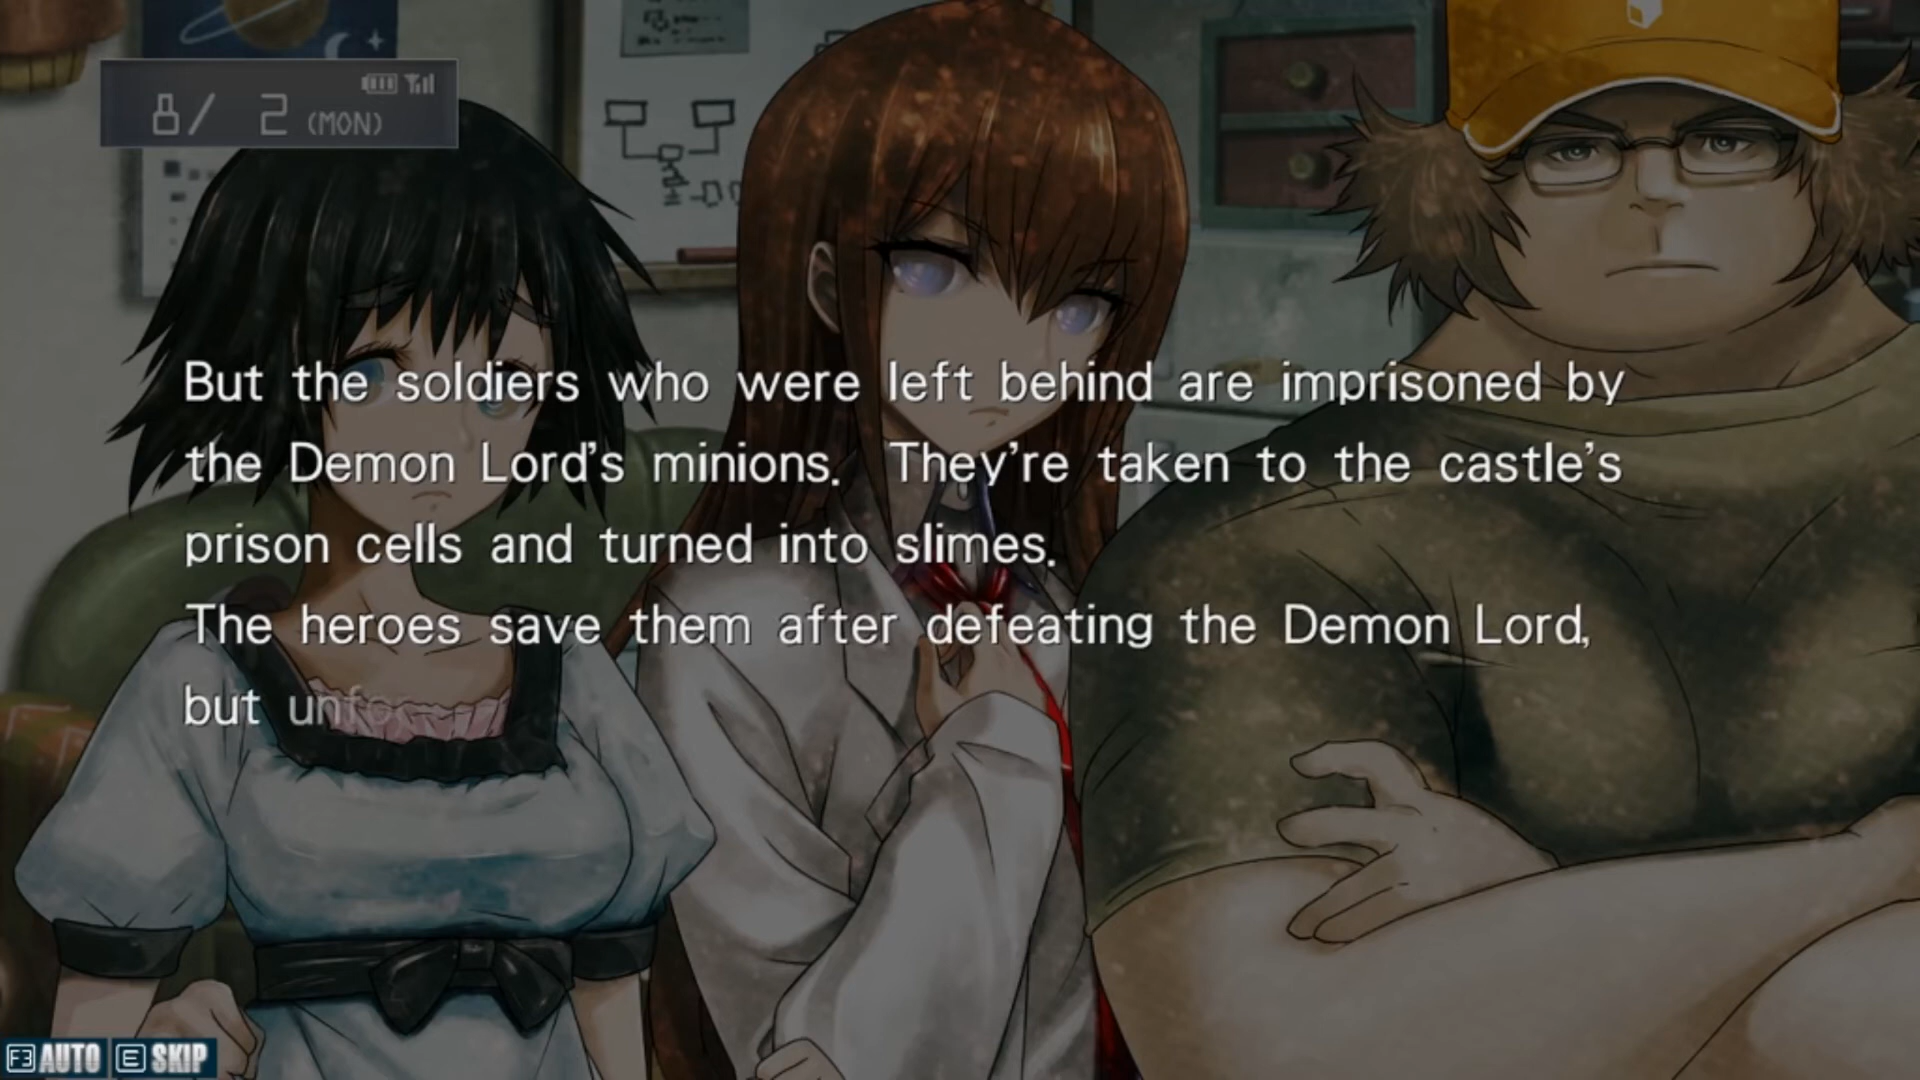 8/ 2 (MON)
But the soldiers who were left behind are imprisoned by
the Demon Lord's minions. They're taken to the castle's
prison cells and turned into slimes.
The heroes save them after defeating the Demon Lord,
but unfo
F3 AUTO E SKIP